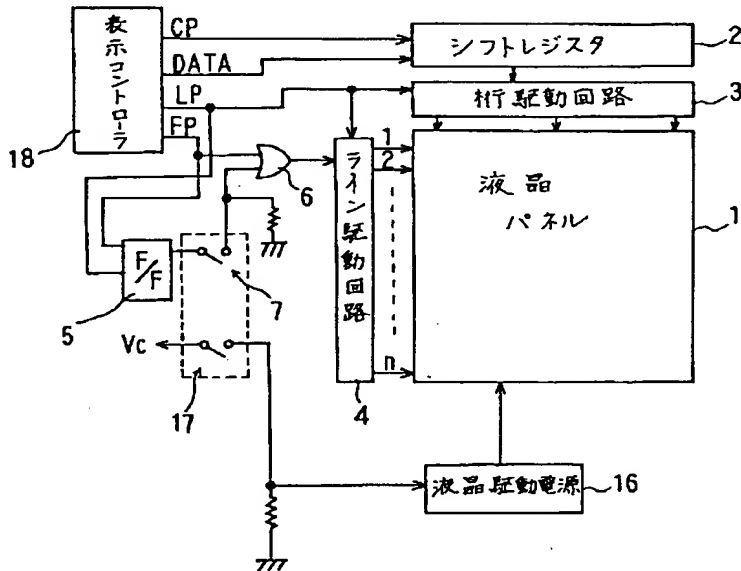 表示コントローラ
18
CP
DATA
LP
FP
シフトレジスタ
2
桁駆動回路
3
6
ライン駆動回路
4
1
2
n
液晶
パネル
1
F/F
5
7
Vc
17
液晶駆動電源
16